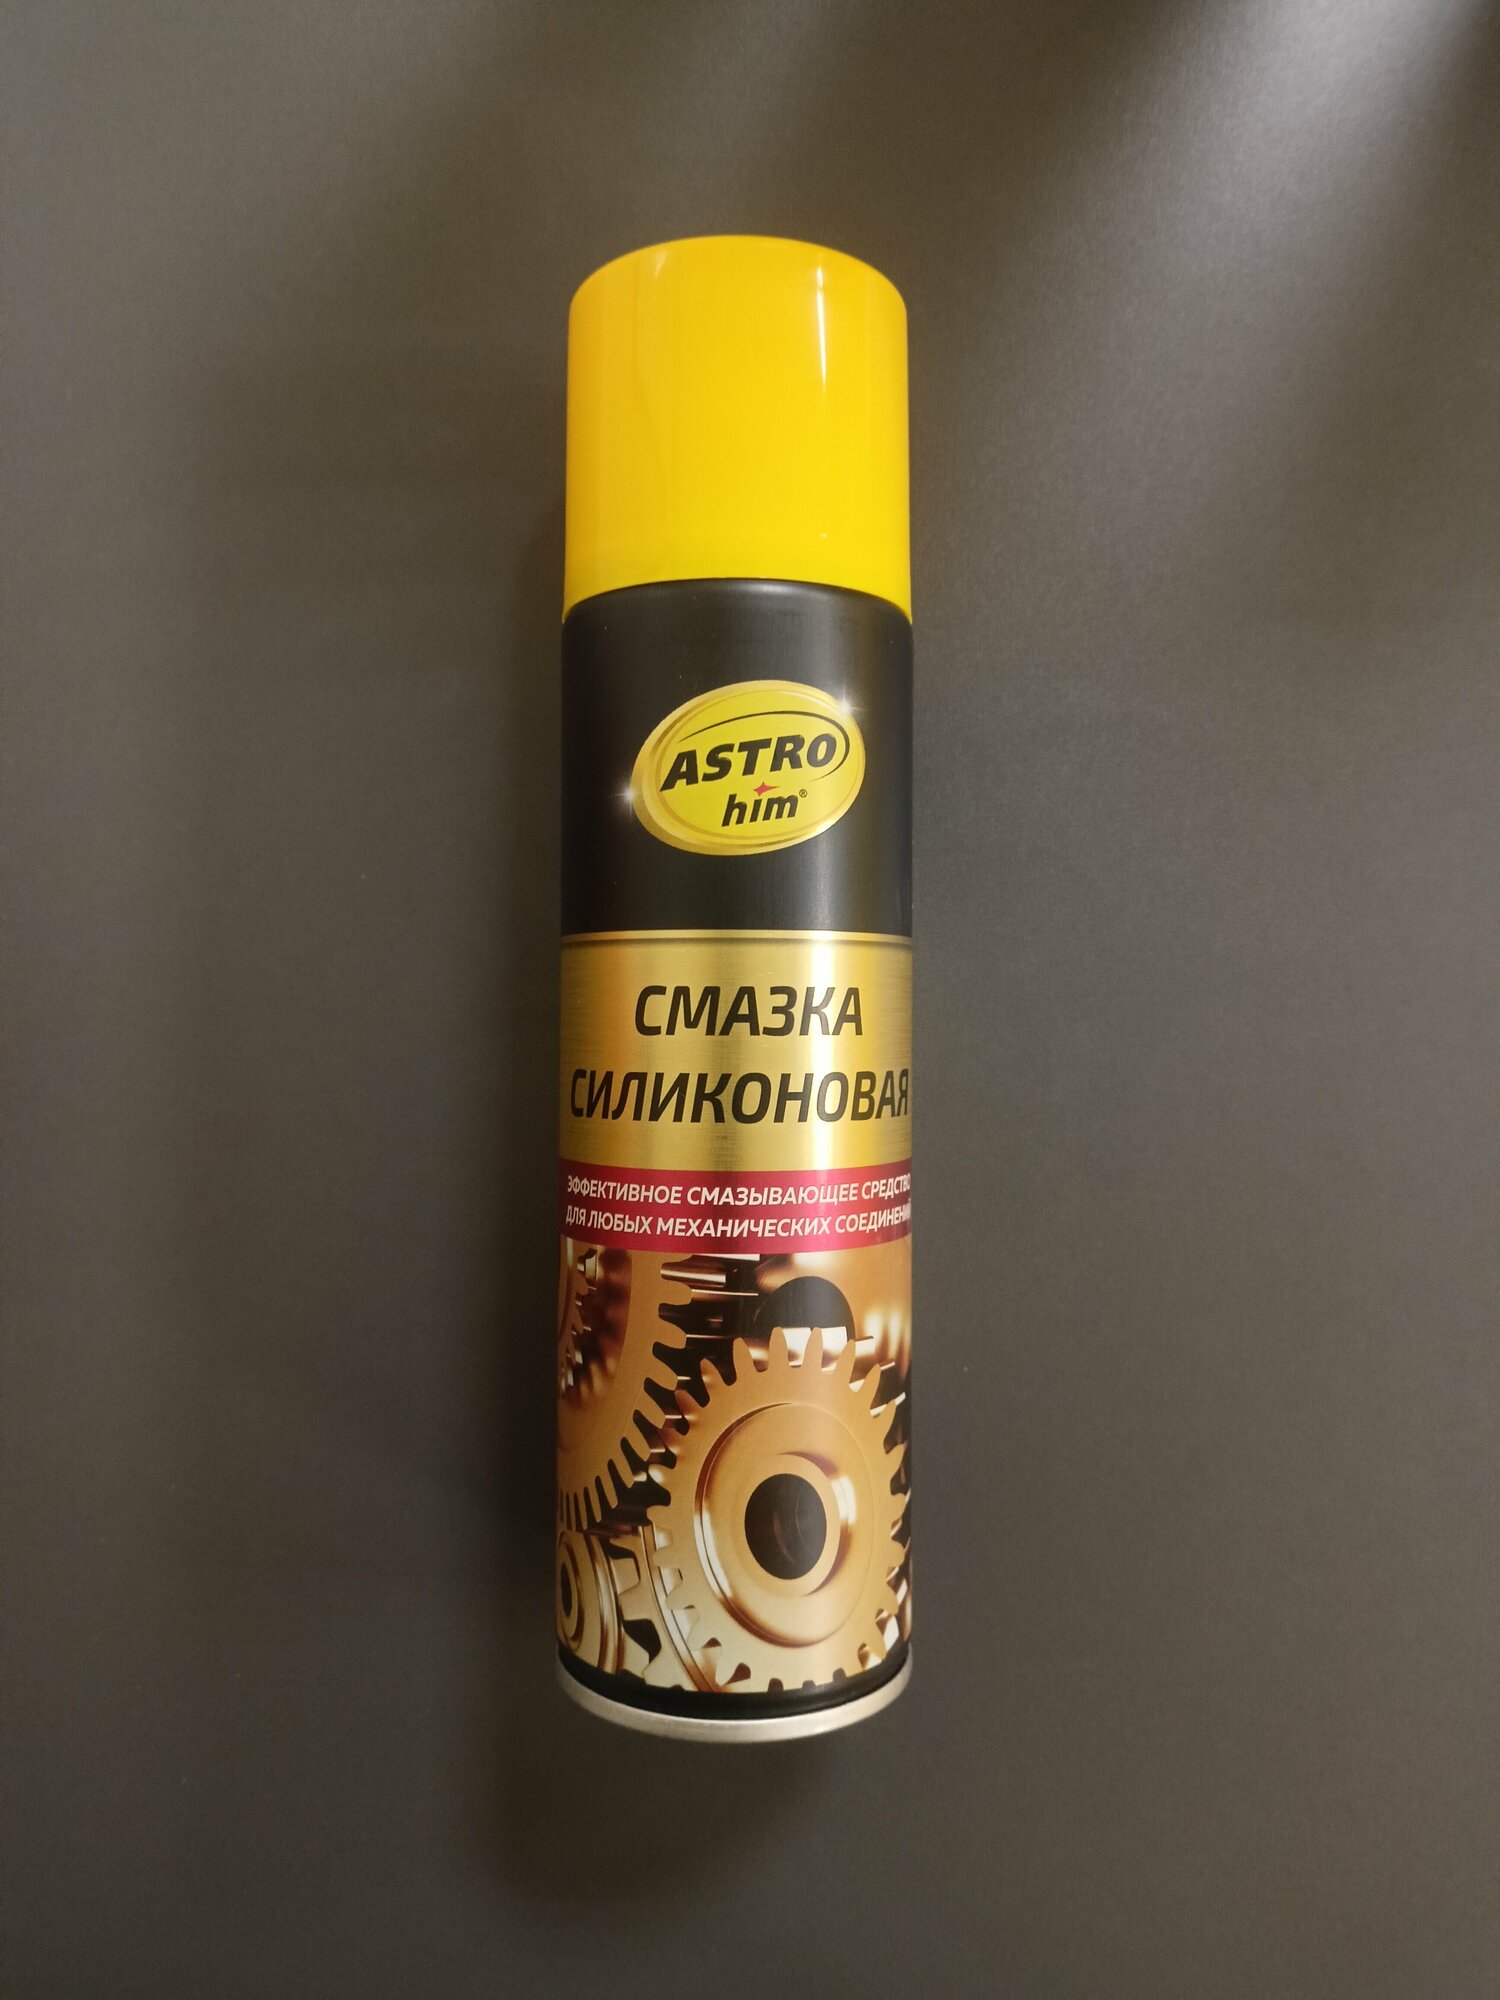 ASTRO
him®
СМАЗКА
СИЛИКОНОВАЯ
ЭФФЕКТИВНОЕ СМАЗЫВАЮЩЕЕ СРЕДСТВО
ДЛЯ ЛЮБЫХ МЕХАНИЧЕСКИХ СОЕДИНЕНИЙ